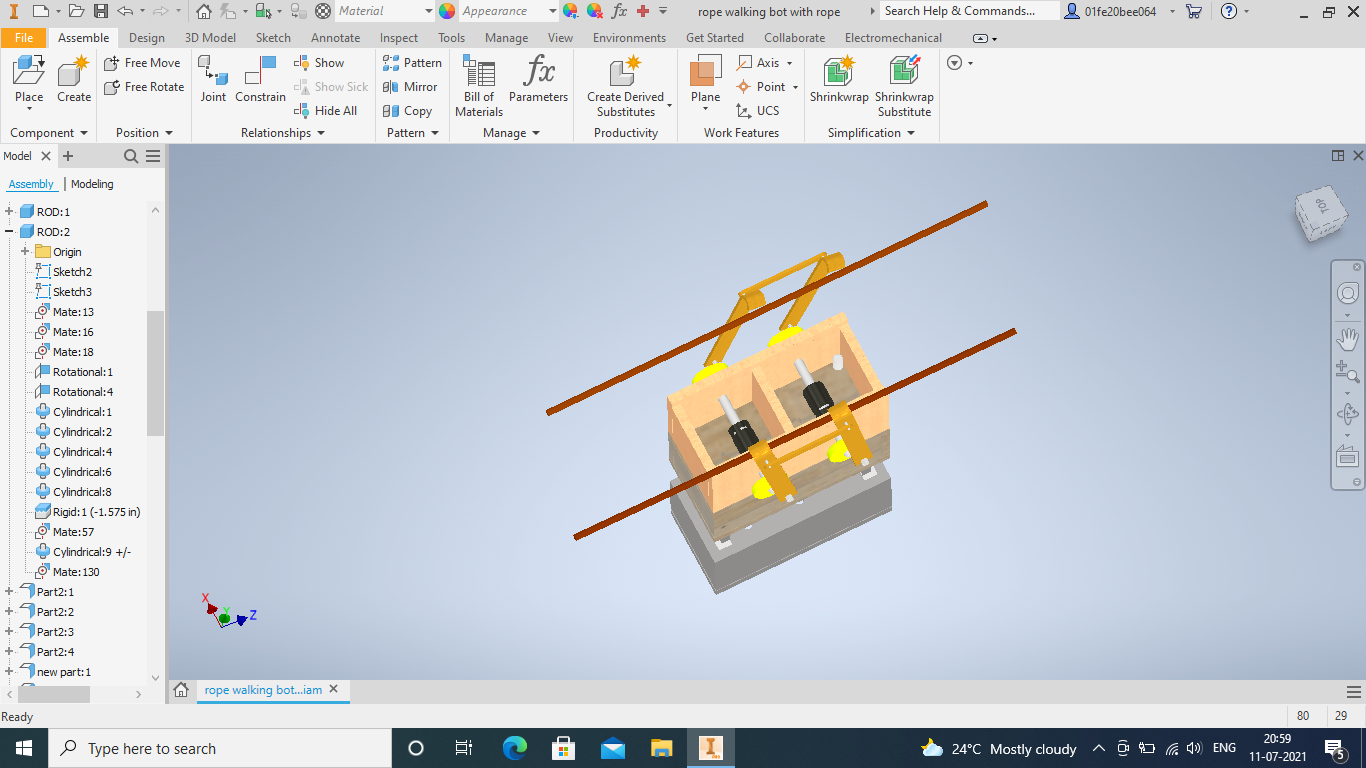 Material
Appearance
rope walking bot with rope
Search Help & Commands...
01fe20bee064
File
Assemble
Design
3D Model
Sketch
Annotate
Inspect
Tools
Manage
View
Environments
Get Started
Collaborate
Electromechanical
Place
Create
Free Move
Free Rotate
Joint
Constrain
Show
Show Sick
Hide All
Pattern
Mirror
Copy
Bill of
Materials
fx
Parameters
Create Derived
Substitutes
Plane
Axis
Point
UCS
Shrinkwrap
Shrinkwrap
Substitute
Component
Position
Relationships
Pattern
Manage
Productivity
Work Features
Simplification
Model
Assembly
Modeling
ROD:1
ROD:2
Origin
Sketch2
Sketch3
Mate:13
Mate:16
Mate:18
Rotational:1
Rotational:4
Cylindrical:1
Cylindrical:2
Cylindrical:4
Cylindrical:6
Cylindrical:8
Rigid:1 (-1.575 in)
Mate:57
Cylindrical:9 +/-
Mate:130
Part2:1
Part2:2
Part2:3
Part2:4
new part:1
TOP
X
Y
Z
rope walking bot...iam
Ready
80
29
Type here to search
24°C Mostly cloudy
ENG
20:59
11-07-2021
5